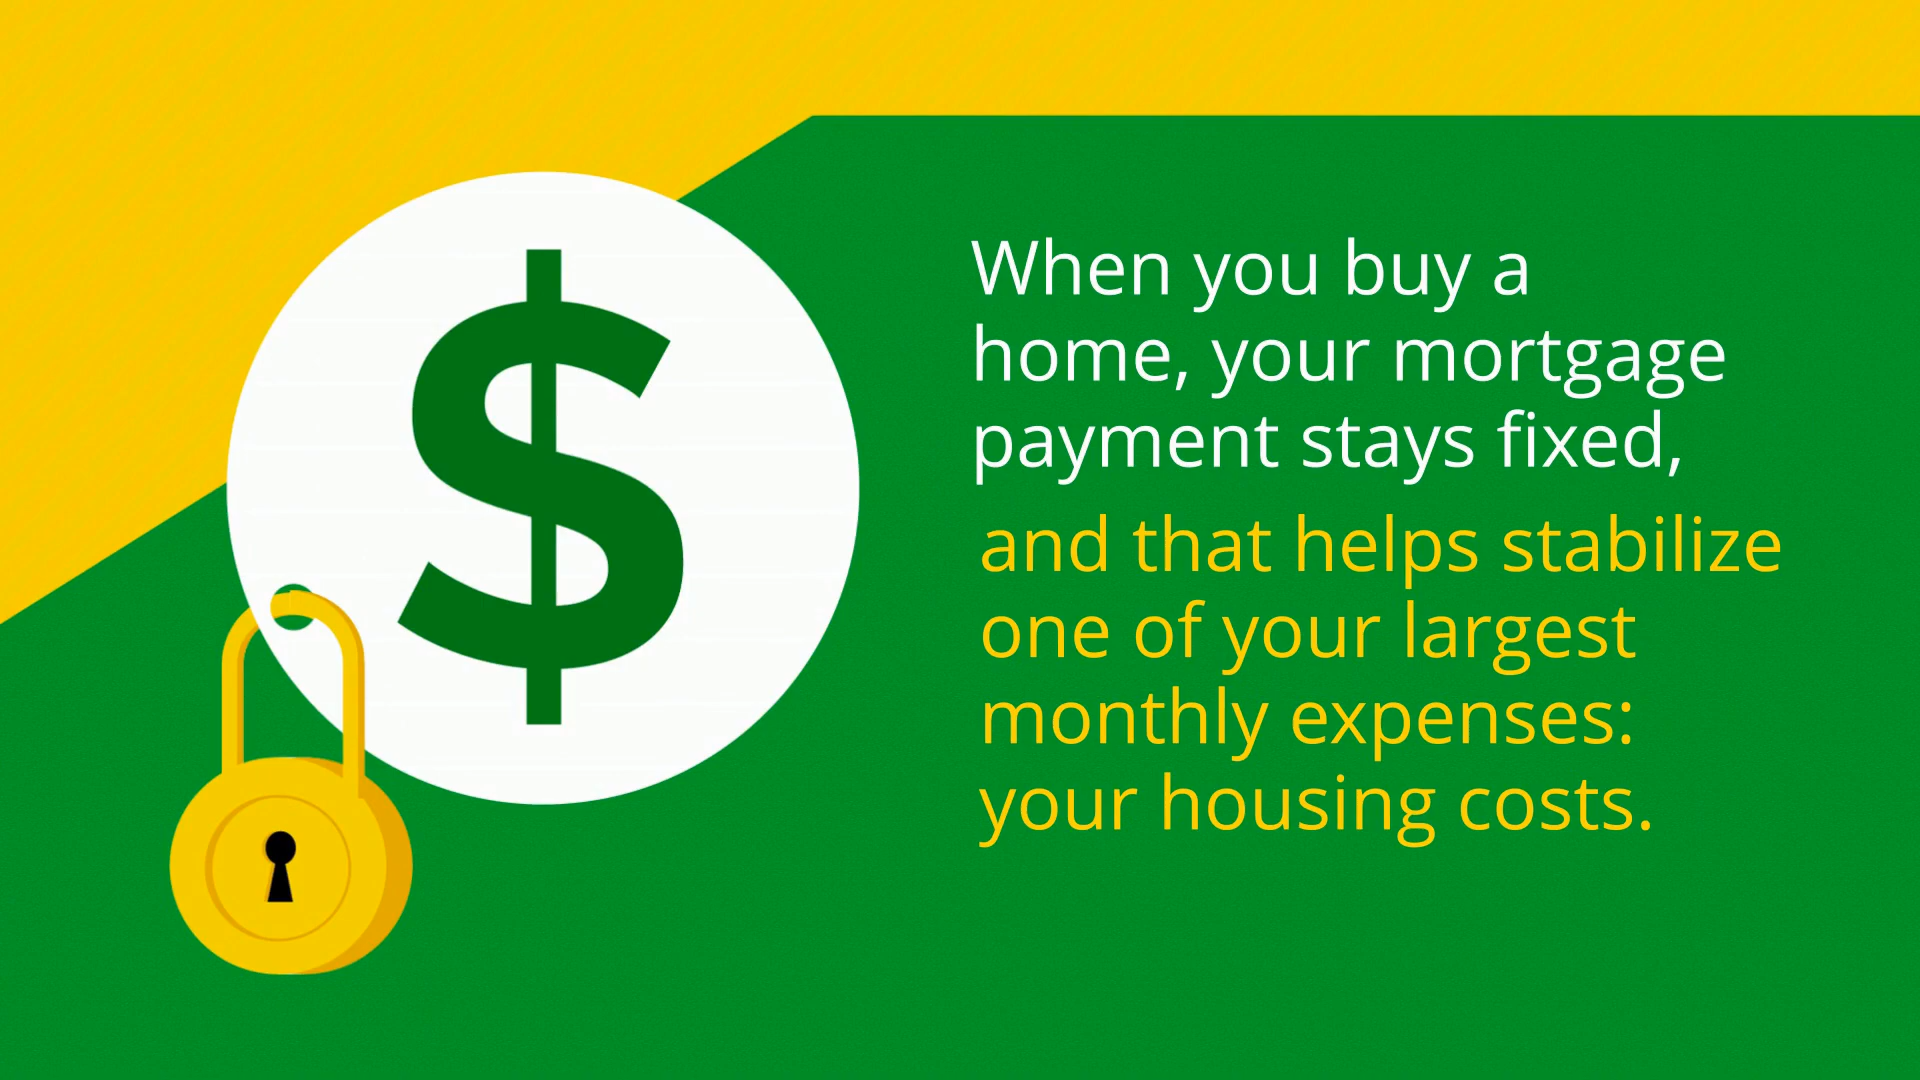 $
When you buy a
home, your mortgage
payment stays fixed,
and that helps stabilize
one of your largest
monthly expenses:
your housing costs.